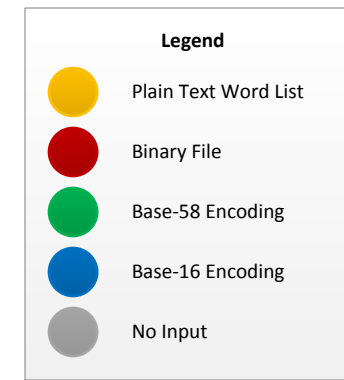 Legend
Plain Text Word List
Binary File
Base-58 Encoding
Base-16 Encoding
No Input